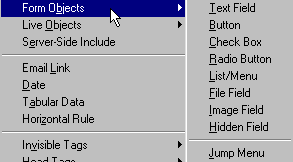 Form Objects
Live Objects
Server-Side Include
Email Link
Date
Tabular Data
Horizontal Rule
Invisible Tags
Head Tags
Text Field
Button
Check Box
Radio Button
List/Menu
File Field
Image Field
Hidden Field
Jump Menu